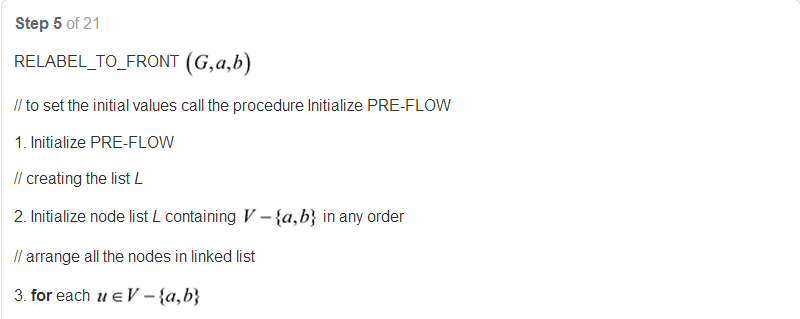 Step 5 of 21
RELABEL_TO_FRONT (G,a,b)
// to set the initial values call the procedure Initialize PRE-FLOW
1. Initialize PRE-FLOW
// creating the list L
2. Initialize node list L containing V – {a,b} in any order
// arrange all the nodes in linked list
3. for each u ∈ V – {a,b}